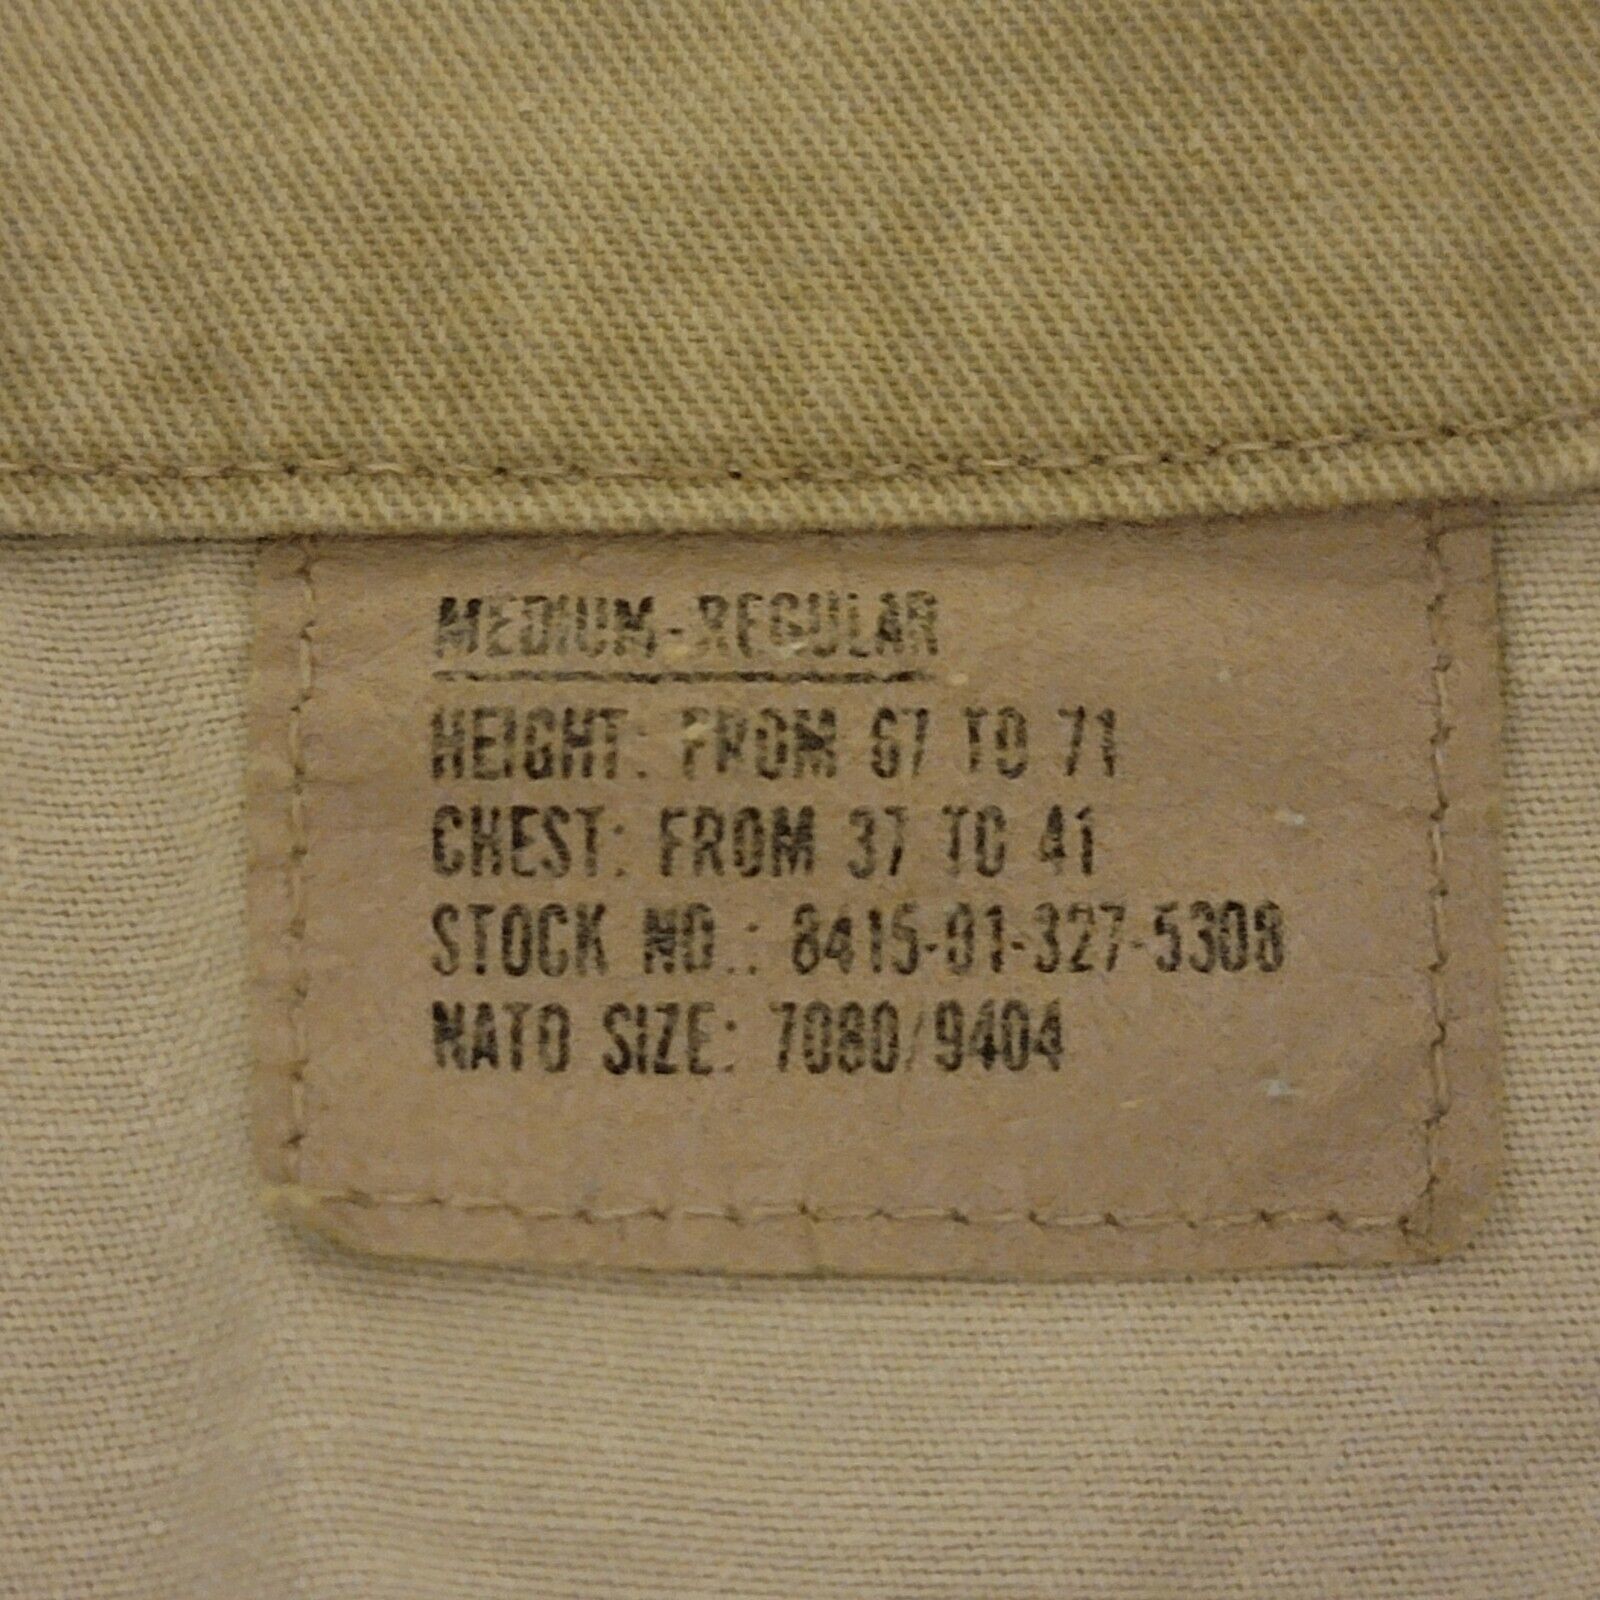 MEDIUM-REGULAR
HEIGHT: FROM 67 TO 71
CHEST: FROM 37 TO 41
STOCK NO.: 8415-01-327-5308
NATO SIZE: 7080/9404